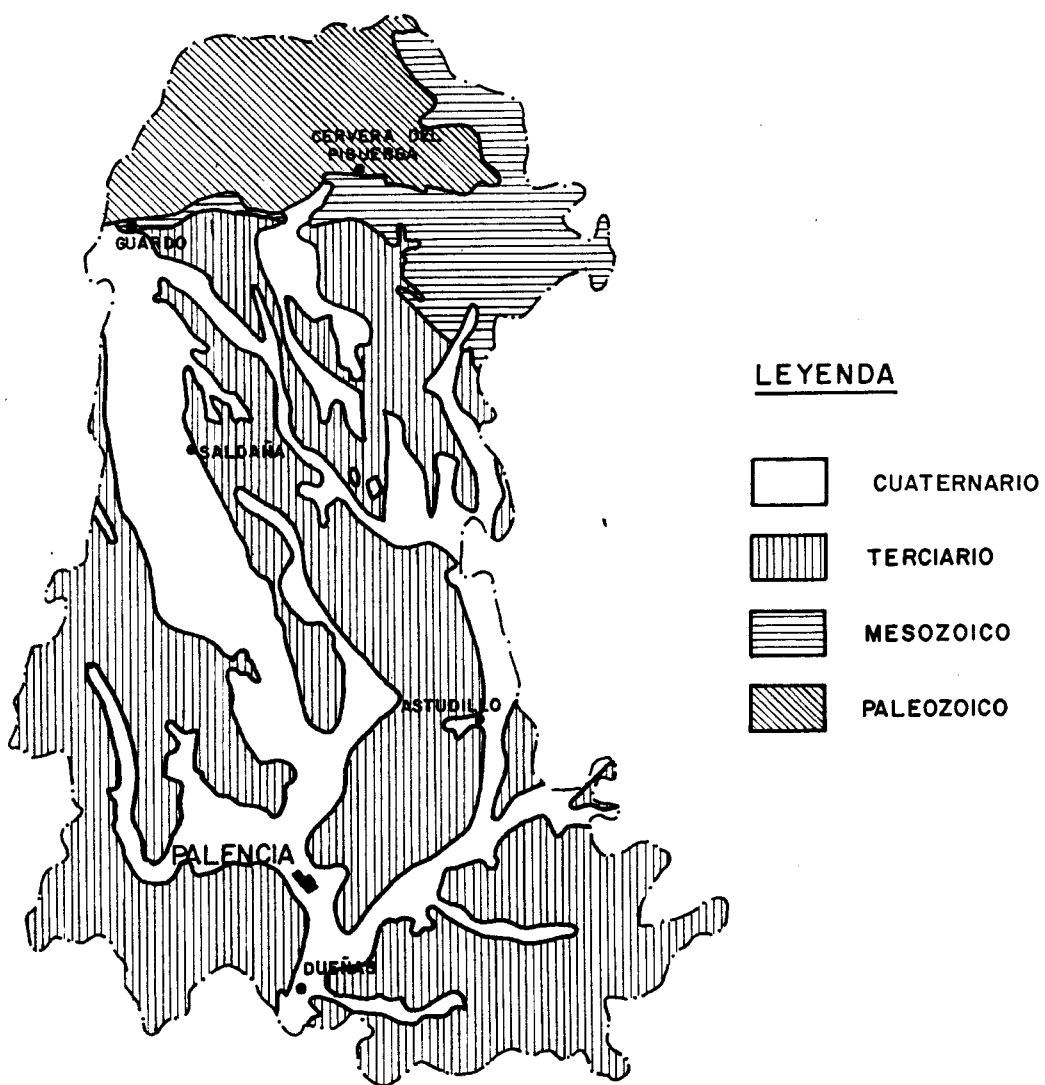 CERVERA DEL
PISUERGA
GUARDO
LEYENDA
SALDAÑA
CUATERNARIO
TERCIARIO
MESOZOICO
ASTUDILLO
PALEOZOICO
PALENCIA
DUEÑAS